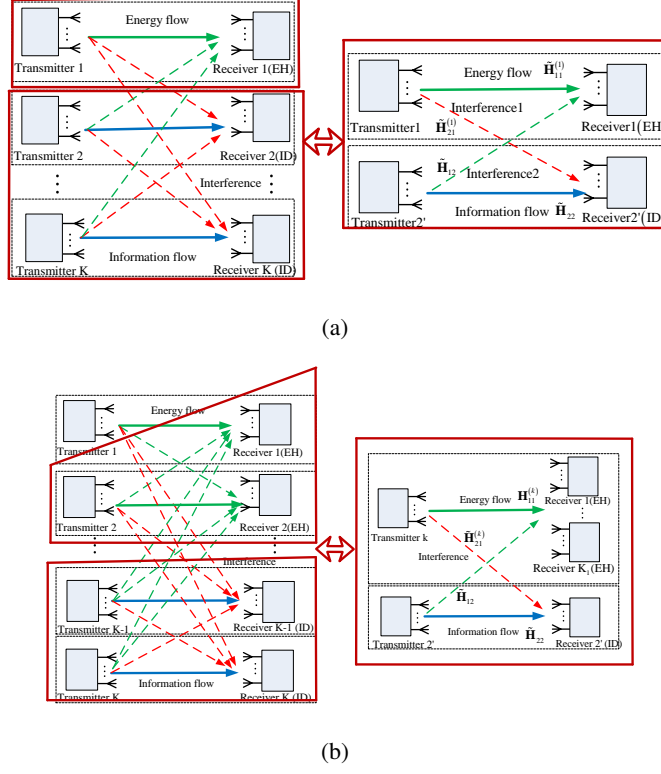 Energy flow
Transmitter 1
Receiver 1(EH)
Transmitter 2
Receiver 2(ID)
Interference
Transmitter K
Information flow
Receiver K (ID)
Energy flow H̃₁₁⁽¹⁾
Interference1
Transmitter1 H̃₂₁⁽¹⁾
Receiver1(EH
H̃₁₂
Interference2
Transmitter2'
Information flow H̃₂₂
Receiver2'(ID
(a)
Energy flow
Transmitter 1
Receiver 1(EH)
Transmitter 2
Receiver 2(EH)
Interference
Transmitter K-1
Receiver K-1 (ID)
Transmitter K
Information flow
Receiver K (ID)
Energy flow H₁₁⁽ᵏ⁾
Receiver 1(EH)
Transmitter k
H̃₂₁⁽ᵏ⁾
Interference
Receiver K₁(EH)
H̃₁₂
Transmitter 2'
Information flow H̃₂₂
Receiver 2' (ID)
(b)